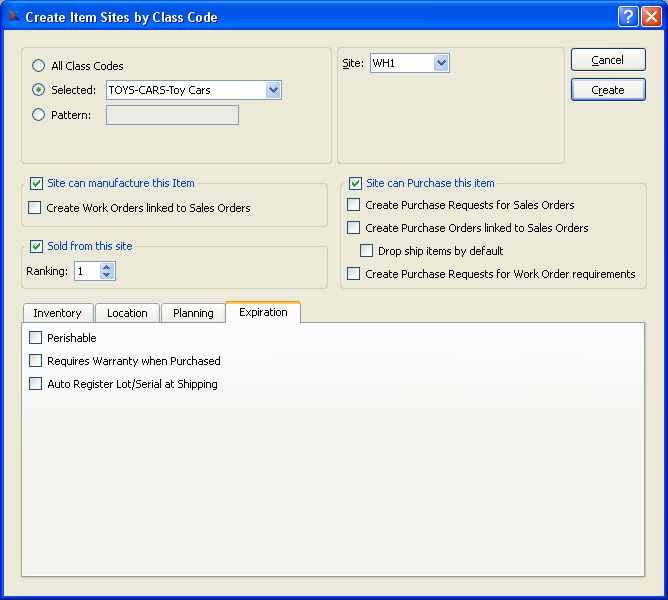 Create Item Sites by Class Code
All Class Codes
Selected: TOYS-CARS-Toy Cars
Pattern:
Site: WH1
Cancel
Create
Site can manufacture this Item
Create Work Orders linked to Sales Orders
Sold from this site
Ranking: 1
Site can Purchase this item
Create Purchase Requests for Sales Orders
Create Purchase Orders linked to Sales Orders
Drop ship items by default
Create Purchase Requests for Work Order requirements
Inventory Location Planning Expiration
Perishable
Requires Warranty when Purchased
Auto Register Lot/Serial at Shipping